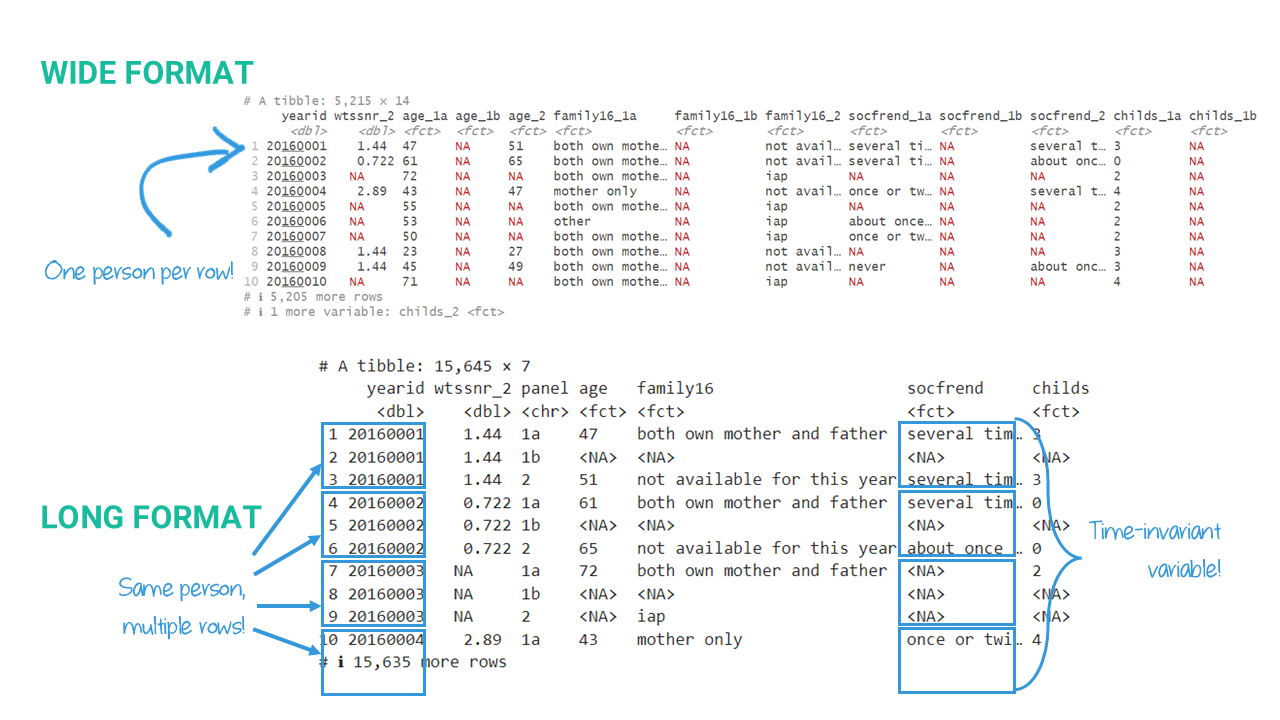 WIDE FORMAT
# A tibble: 5,215 × 14
yearid wtssnr_2 age_1a age_1b age_2 family16_1a family16_1b family16_2 socfrend_1a socfrend_1b socfrend_2 childs_1a childs_1b
<dbl> <dbl> <fct> <fct> <fct> <fct> <fct> <fct> <fct> <fct> <fct> <fct> <fct>
1 20160001 1.44 47 NA 51 both own mothe… NA not avail… several ti… NA several t… 3 NA
2 20160002 0.722 61 NA 65 both own mothe… NA not avail… several ti… NA about onc… 0 NA
3 20160003 NA 72 NA NA both own mothe… NA iap NA NA NA 2 NA
4 20160004 2.89 43 NA 47 mother only NA not avail… once or tw… NA several t… 4 NA
5 20160005 NA 55 NA NA both own mothe… NA iap NA NA NA 2 NA
6 20160006 NA 53 NA NA other NA iap about once… NA NA 2 NA
7 20160007 NA 50 NA NA both own mothe… NA iap once or tw… NA NA 2 NA
8 20160008 1.44 23 NA 27 both own mothe… NA not avail… NA NA NA 3 NA
9 20160009 1.44 45 NA 49 both own mothe… NA not avail… never NA about onc… 3 NA
10 20160010 NA 71 NA NA both own mothe… NA iap NA NA NA 4 NA
# ℹ 5,205 more rows
# ℹ 1 more variable: childs_2 <fct>
One person per row!
# A tibble: 15,645 × 7
yearid wtssnr_2 panel age family16 socfrend childs
<dbl> <dbl> <chr> <fct> <fct> <fct> <fct>
1 20160001 1.44 1a 47 both own mother and father several tim… 3
2 20160001 1.44 1b <NA> <NA> <NA> <NA>
3 20160001 1.44 2 51 not available for this year several tim… 3
4 20160002 0.722 1a 61 both own mother and father several tim… 0
5 20160002 0.722 1b <NA> <NA> <NA> <NA>
6 20160002 0.722 2 65 not available for this year about once … 0
7 20160003 NA 1a 72 both own mother and father <NA> 2
8 20160003 NA 1b <NA> <NA> <NA> <NA>
9 20160003 NA 2 <NA> iap <NA> <NA>
10 20160004 2.89 1a 43 mother only once or twi… 4
# ℹ 15,635 more rows
LONG FORMAT
Same person,
multiple rows!
Time-invariant
variable!